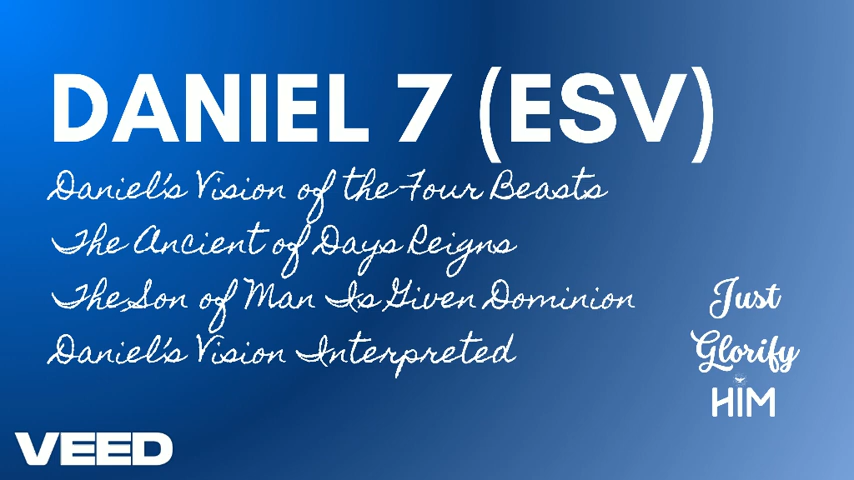 DANIEL 7 (ESV)
Daniel's Vision of the Four Beasts
The Ancient of Days Reigns
The Son of Man Is Given Dominion
Daniel's Vision Interpreted
Just
Glorify
HIM
VEED